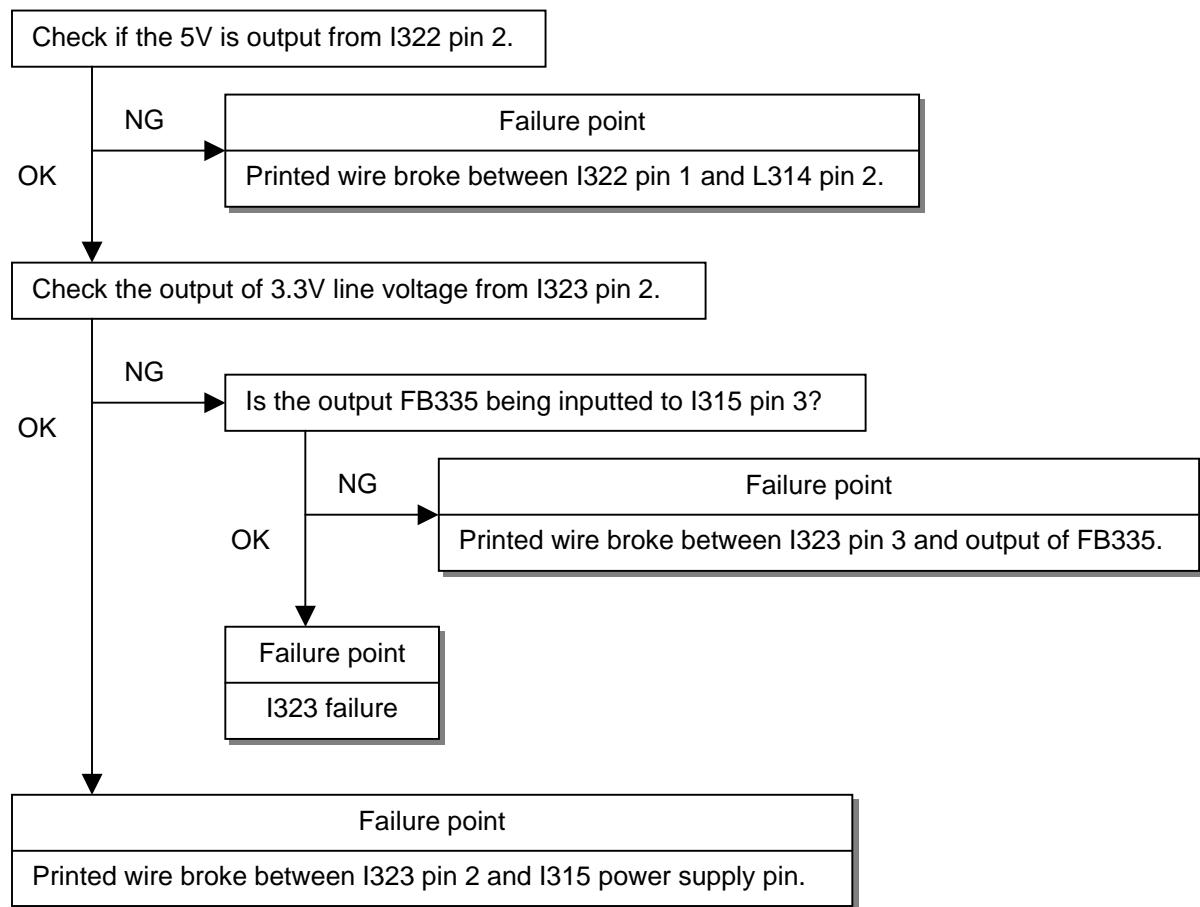 Check if the 5V is output from I322 pin 2.
NG
Failure point
OK
Printed wire broke between I322 pin 1 and L314 pin 2.
Check the output of 3.3V line voltage from I323 pin 2.
NG
Is the output FB335 being inputted to I315 pin 3?
OK
NG
Failure point
OK
Printed wire broke between I323 pin 3 and output of FB335.
Failure point
I323 failure
Failure point
Printed wire broke between I323 pin 2 and I315 power supply pin.